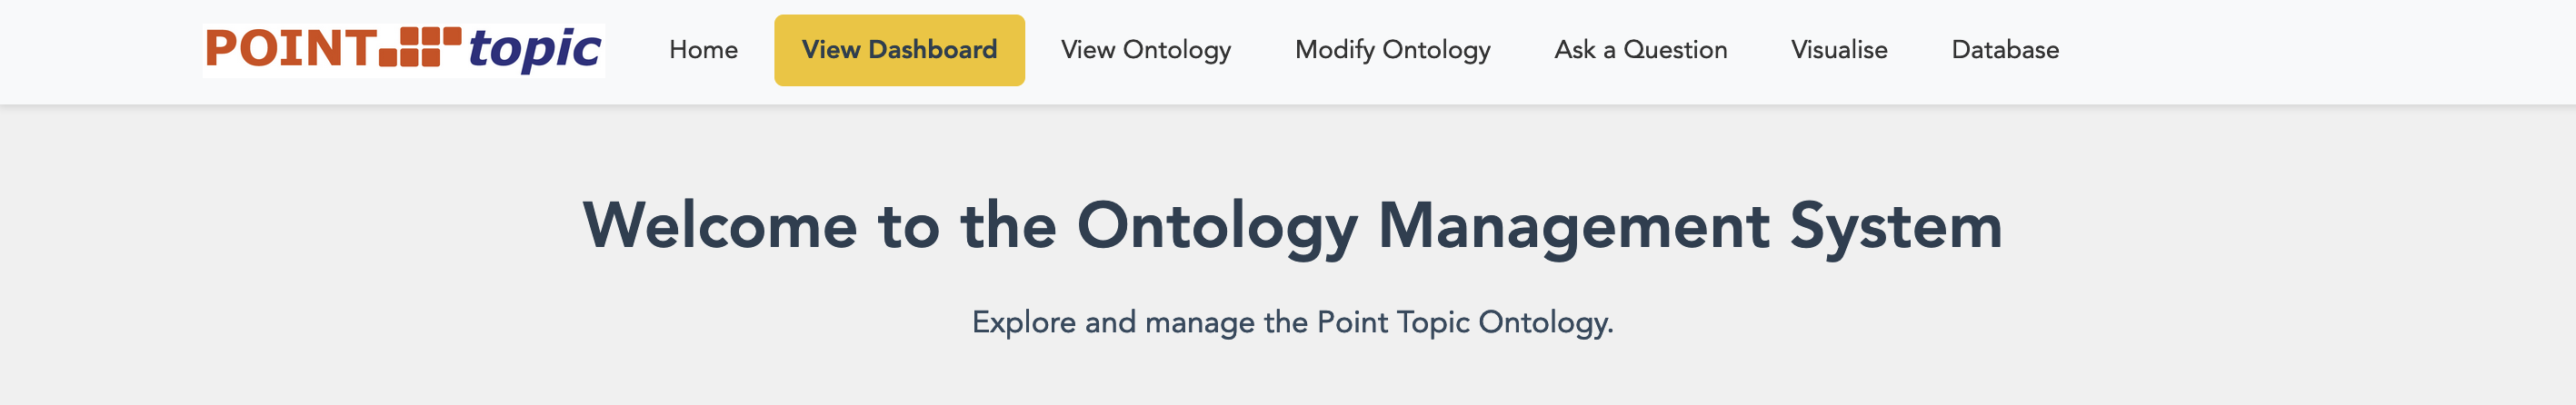 POINT topic Home View Dashboard View Ontology Modify Ontology Ask a Question Visualise Database
Welcome to the Ontology Management System
Explore and manage the Point Topic Ontology.